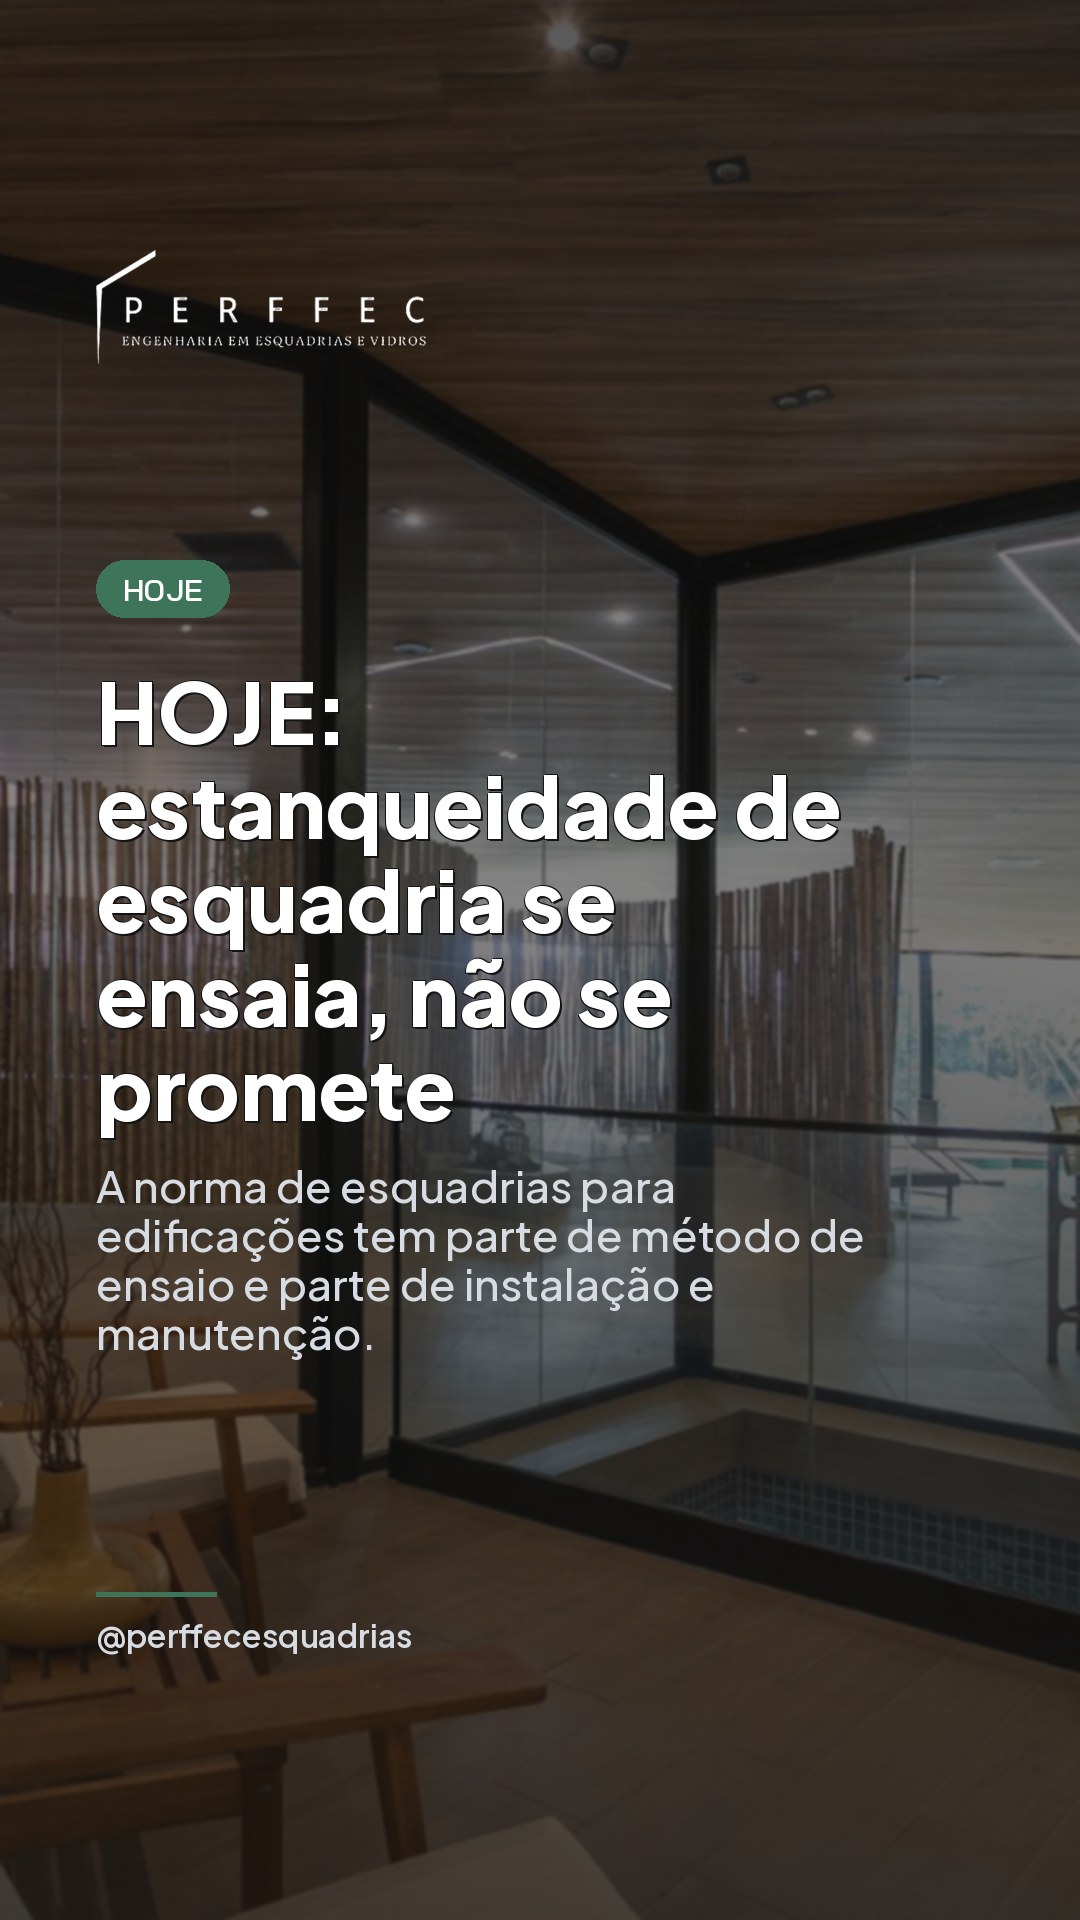 PERFFEC
ENGENHARIA EM ESQUADRIAS E VIDROS
HOJE
HOJE:
estanqueidade de
esquadria se
ensaia, não se
promete
A norma de esquadrias para
edificações tem parte de método de
ensaio e parte de instalação e
manutenção.
@perffecesquadrias